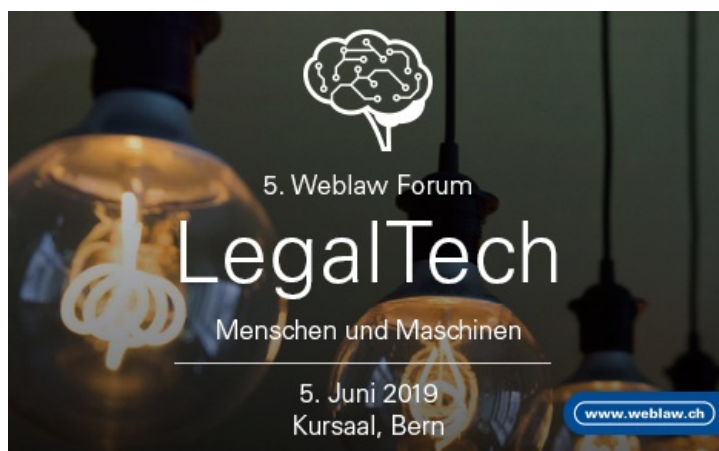 5. Weblaw Forum
LegalTech
Menschen und Maschinen
5. Juni 2019
Kursaal, Bern
www.weblaw.ch